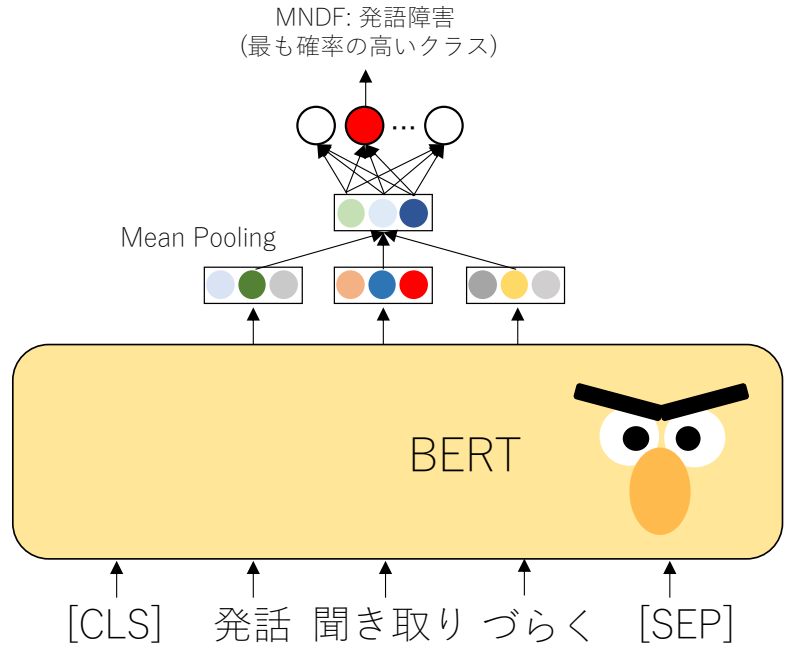 MNDF: 発語障害
(最も確率の高いクラス)
...
Mean Pooling
BERT
[CLS] 発話 聞き取り づらく [SEP]